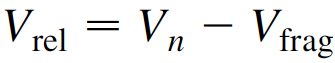 V_rel = V_n − V_frag